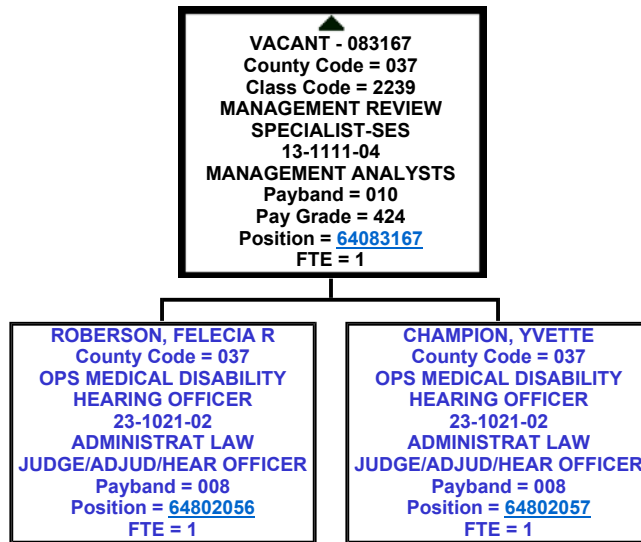 VACANT - 083167
County Code = 037
Class Code = 2239
MANAGEMENT REVIEW
SPECIALIST-SES
13-1111-04
MANAGEMENT ANALYSTS
Payband = 010
Pay Grade = 424
Position = 64083167
FTE = 1
ROBERSON, FELECIA R
County Code = 037
OPS MEDICAL DISABILITY
HEARING OFFICER
23-1021-02
ADMINISTRAT LAW
JUDGE/ADJUD/HEAR OFFICER
Payband = 008
Position = 64802056
FTE = 1
CHAMPION, YVETTE
County Code = 037
OPS MEDICAL DISABILITY
HEARING OFFICER
23-1021-02
ADMINISTRAT LAW
JUDGE/ADJUD/HEAR OFFICER
Payband = 008
Position = 64802057
FTE = 1